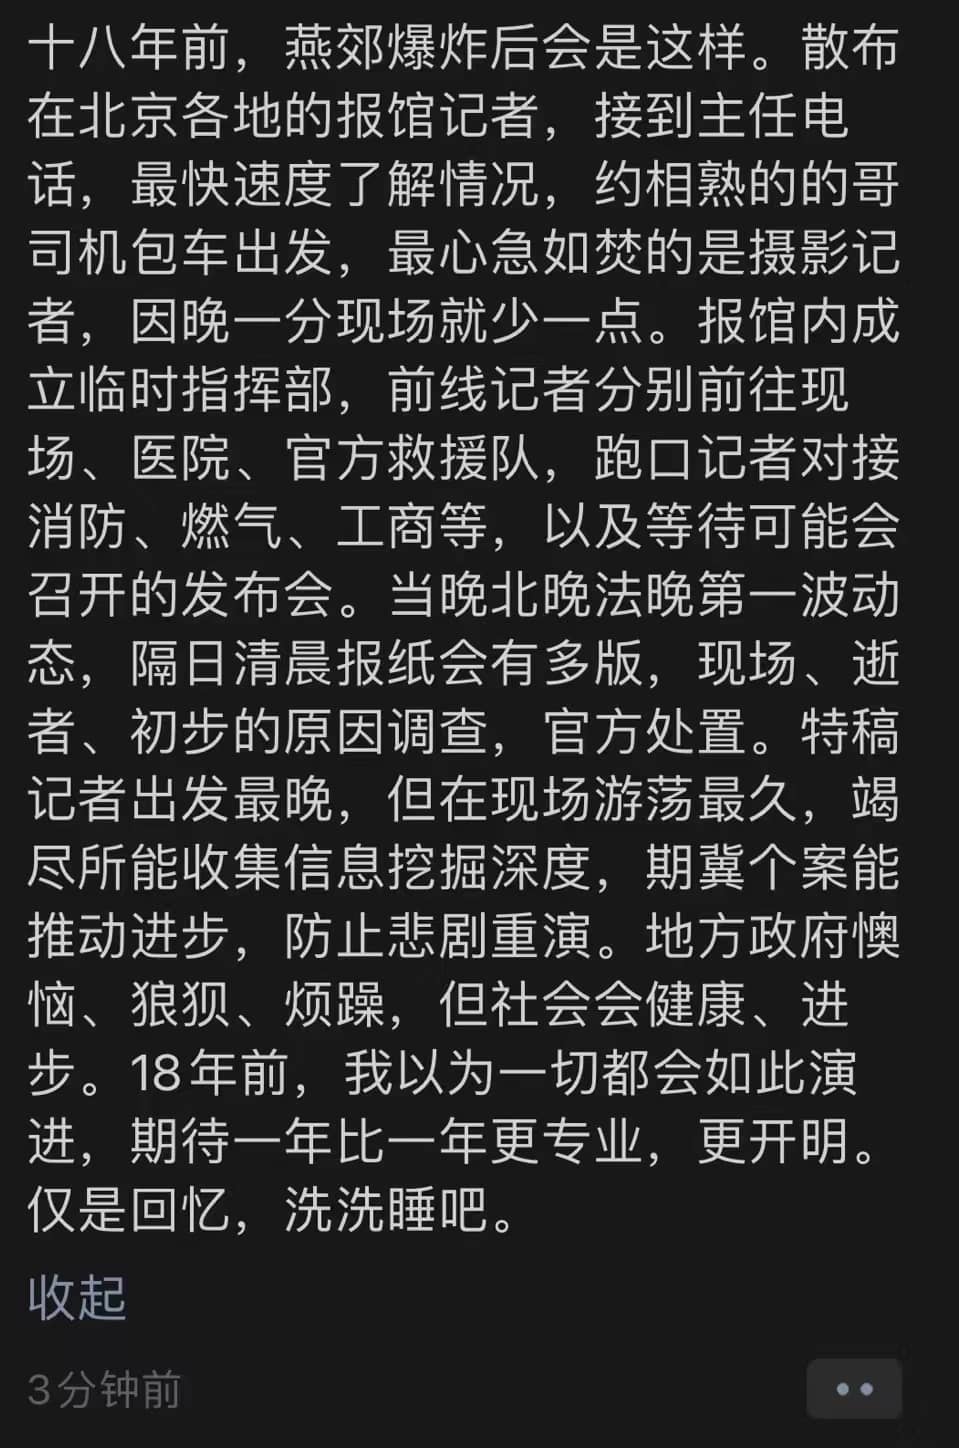 十八年前，燕郊爆炸后会是这样。散布
在北京各地的报馆记者，接到主任电
话，最快速度了解情况，约相熟的的哥
司机包车出发，最心急如焚的是摄影记
者，因晚一分现场就少一点。报馆内成
立临时指挥部，前线记者分别前往现
场、医院、官方救援队，跑口记者对接
消防、燃气、工商等，以及等待可能会
召开的发布会。当晚北晚法晚第一波动
态，隔日清晨报纸会有多版，现场、逝
者、初步的原因调查，官方处置。特稿
记者出发最晚，但在现场游荡最久，竭
尽所能收集信息挖掘深度，期冀个案能
推动进步，防止悲剧重演。地方政府懊
恼、狼狈、烦躁，但社会会健康、进
步。18年前，我以为一切都会如此演
进，期待一年比一年更专业，更开明。
仅是回忆，洗洗睡吧。
收起
3分钟前